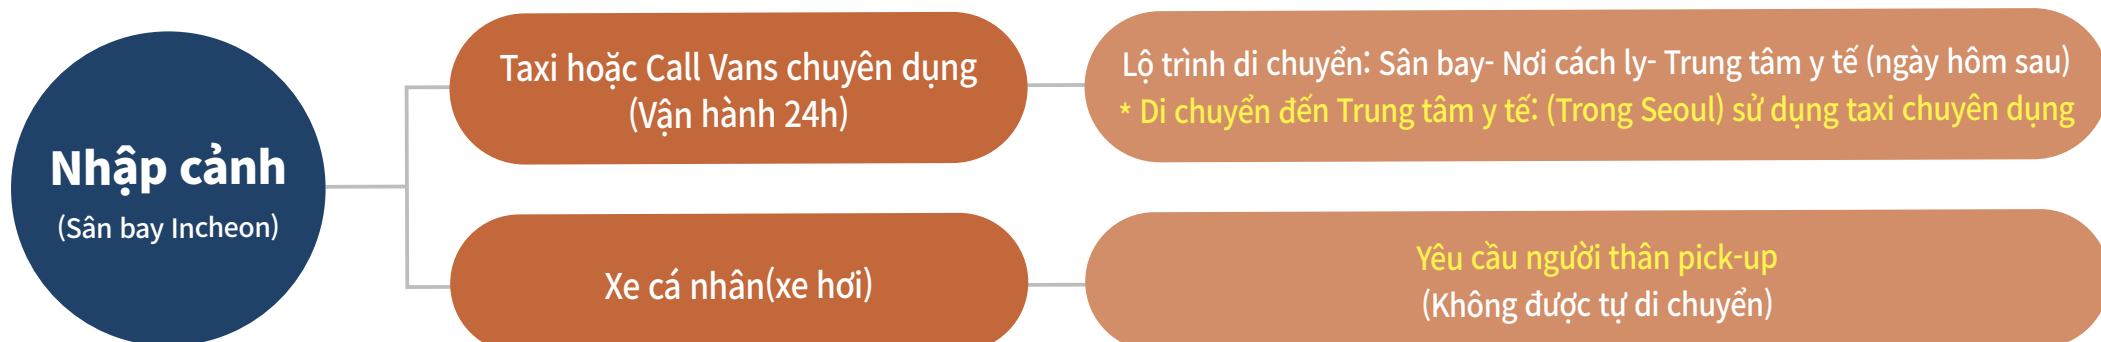 Nhập cảnh
(Sân bay Incheon)
Taxi hoặc Call Vans chuyên dụng
(Vận hành 24h)
Lộ trình di chuyển: Sân bay- Nơi cách ly- Trung tâm y tế (ngày hôm sau)
* Di chuyển đến Trung tâm y tế: (Trong Seoul) sử dụng taxi chuyên dụng
Xe cá nhân(xe hơi)
Yêu cầu người thân pick-up
(Không được tự di chuyển)